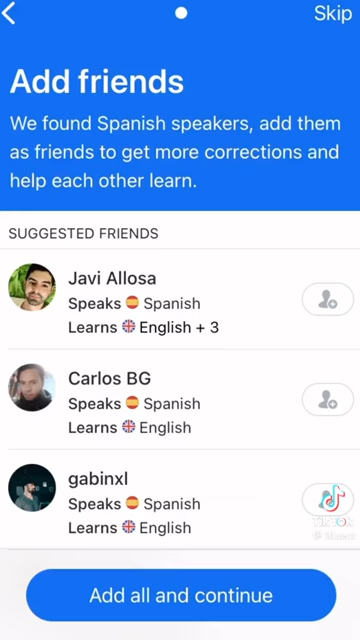 Skip
Add friends
We found Spanish speakers, add them
as friends to get more corrections and
help each other learn.
SUGGESTED FRIENDS
Javi Allosa
Speaks Spanish
Learns English + 3
Carlos BG
Speaks Spanish
Learns English
gabinxl
Speaks Spanish
Learns English
TikTok
Add all and continue